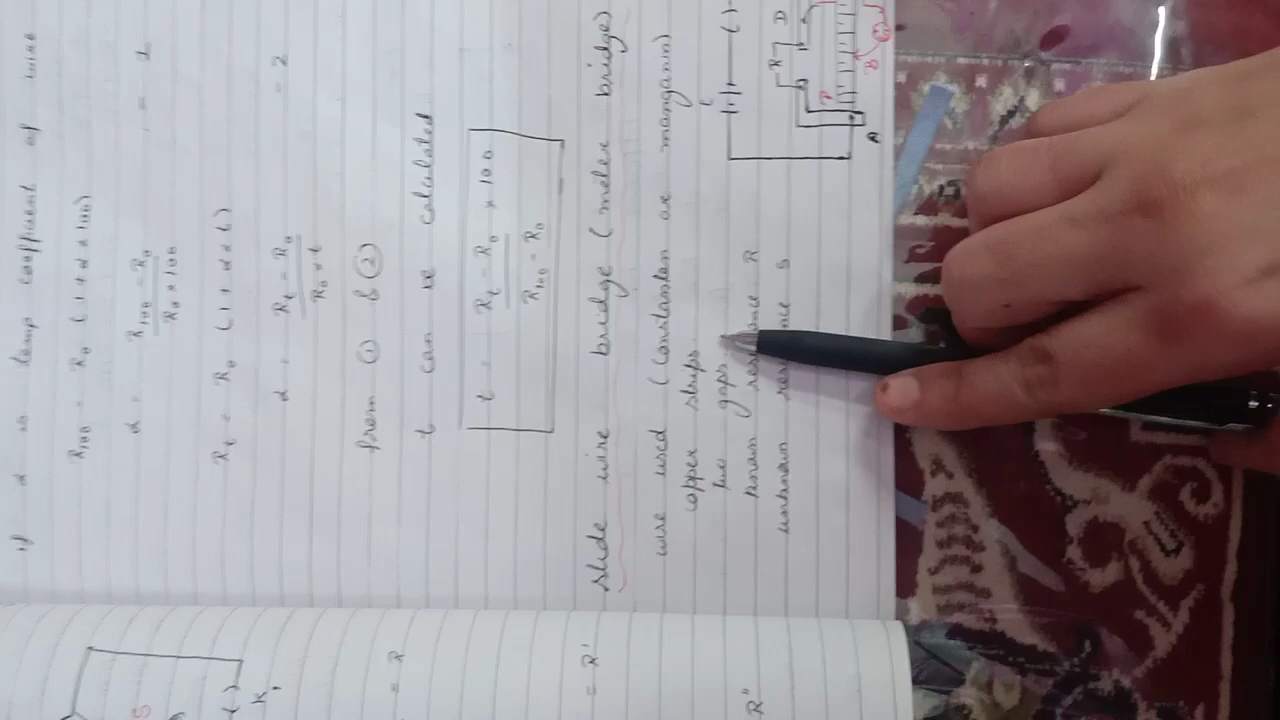 if α is temp coefficient of wire
R₁₀₀ = R₀ (1 + α × 100)
α = R₁₀₀ - R₀ / R₀ × 100 - 1
Rₜ = R₀ (1 + α × t)
α = Rₜ - R₀ / R₀ × t - 2
from ① & ②
t can be calculated
t = Rₜ - R₀ / R₁₀₀ - R₀ × 100
slide wire bridge (meter bridge)
wire used (constantan or manganin)
copper strips
two gaps
known R
unknown S
R D
P B
A
S
K₁
= R
= R'
R"